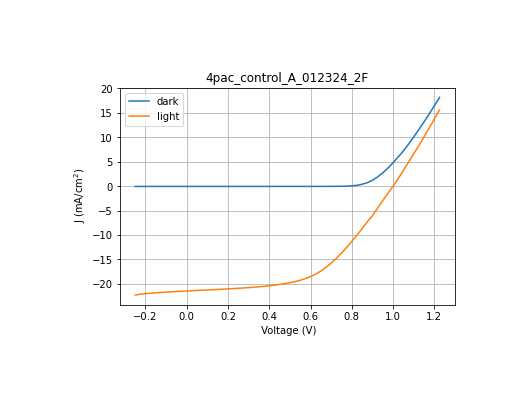 4pac_control_A_012324_2F
dark
light
J (mA/cm²)
20
15
10
5
0
−5
−10
−15
−20
−0.2 0.0 0.2 0.4 0.6 0.8 1.0 1.2
Voltage (V)